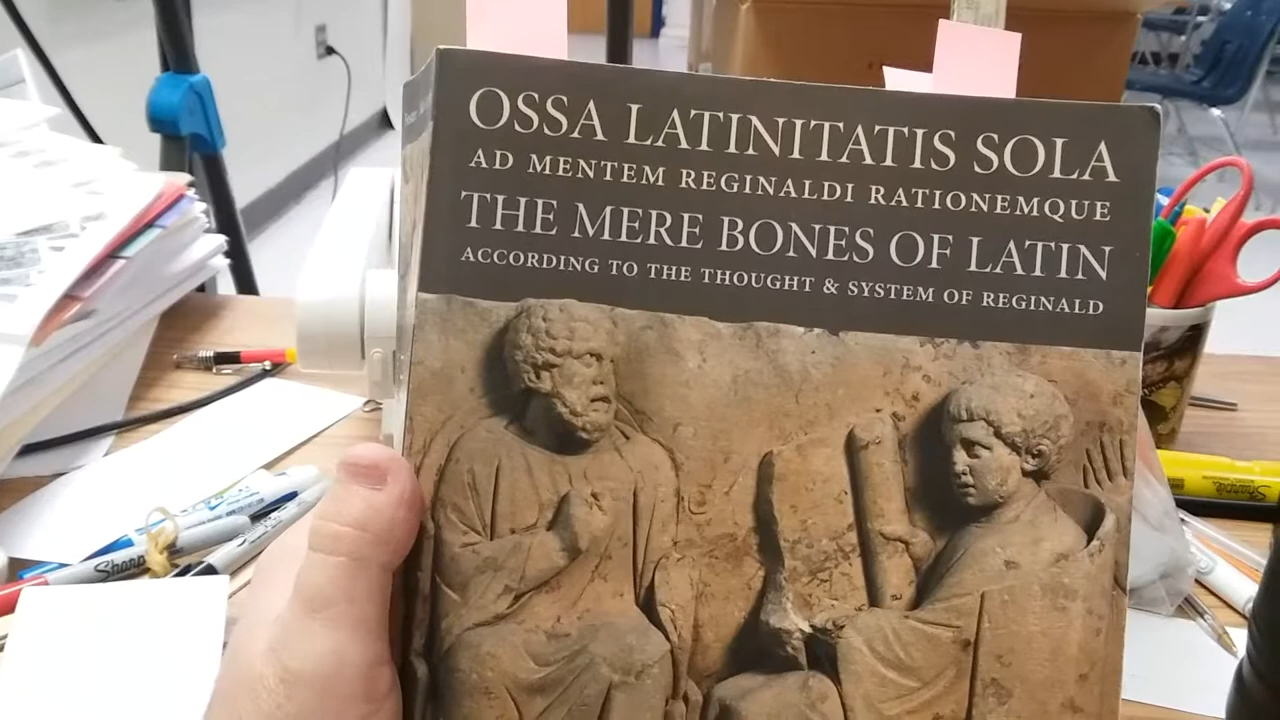 OSSA LATINITATIS SOLA
AD MENTEM REGINALDI RATIONEMQUE
THE MERE BONES OF LATIN
ACCORDING TO THE THOUGHT & SYSTEM OF REGINALD
Sharpie